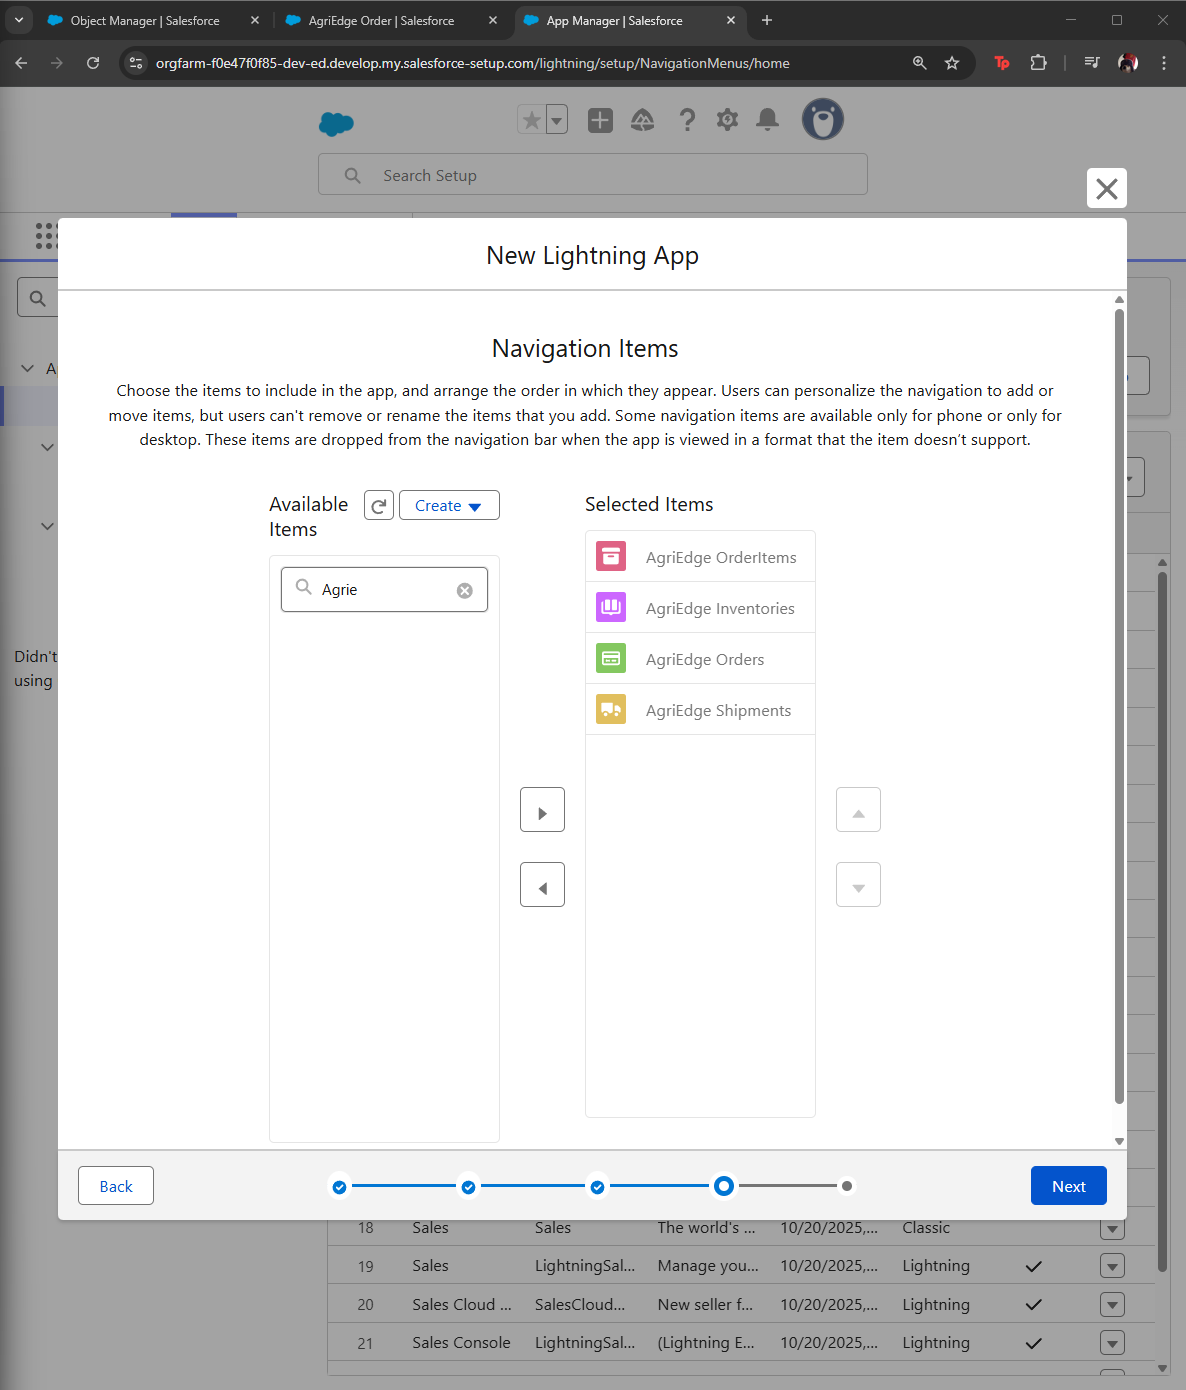 Object Manager | Salesforce
AgriEdge Order | Salesforce
App Manager | Salesforce
orgfarm-f0e47f0f85-dev-ed.develop.my.salesforce-setup.com/lightning/setup/NavigationMenus/home
Tp
Search Setup
New Lightning App
Navigation Items
Choose the items to include in the app, and arrange the order in which they appear. Users can personalize the navigation to add or
move items, but users can't remove or rename the items that you add. Some navigation items are available only for phone or only for
desktop. These items are dropped from the navigation bar when the app is viewed in a format that the item doesn’t support.
A
Available
Items
Create
Selected Items
Agrie
AgriEdge OrderItems
AgriEdge Inventories
AgriEdge Orders
AgriEdge Shipments
Didn't
using
Back
Next
18 Sales Sales The world's ... 10/20/2025,... Classic
19 Sales LightningSal... Manage you... 10/20/2025,... Lightning
20 Sales Cloud ... SalesCloud... New seller f... 10/20/2025,... Lightning
21 Sales Console LightningSal... (Lightning E... 10/20/2025,... Lightning